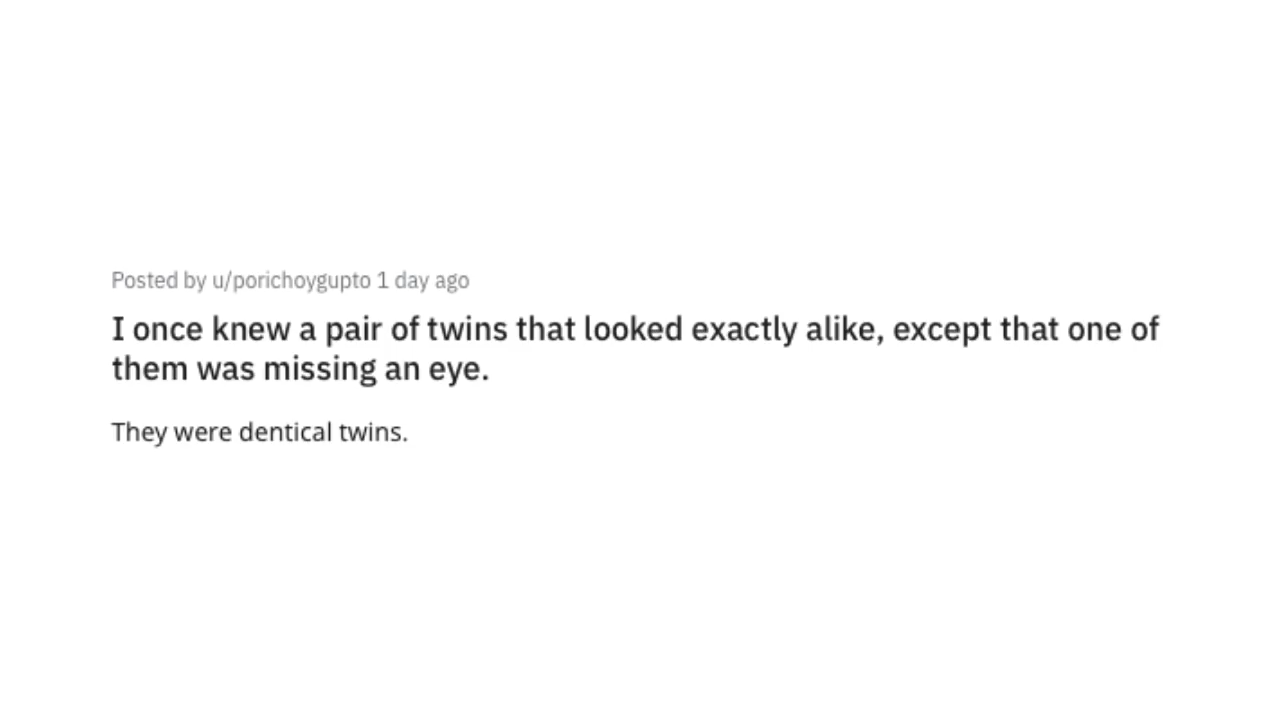 Posted by u/porichoygupto 1 day ago
I once knew a pair of twins that looked exactly alike, except that one of
them was missing an eye.
They were dentical twins.